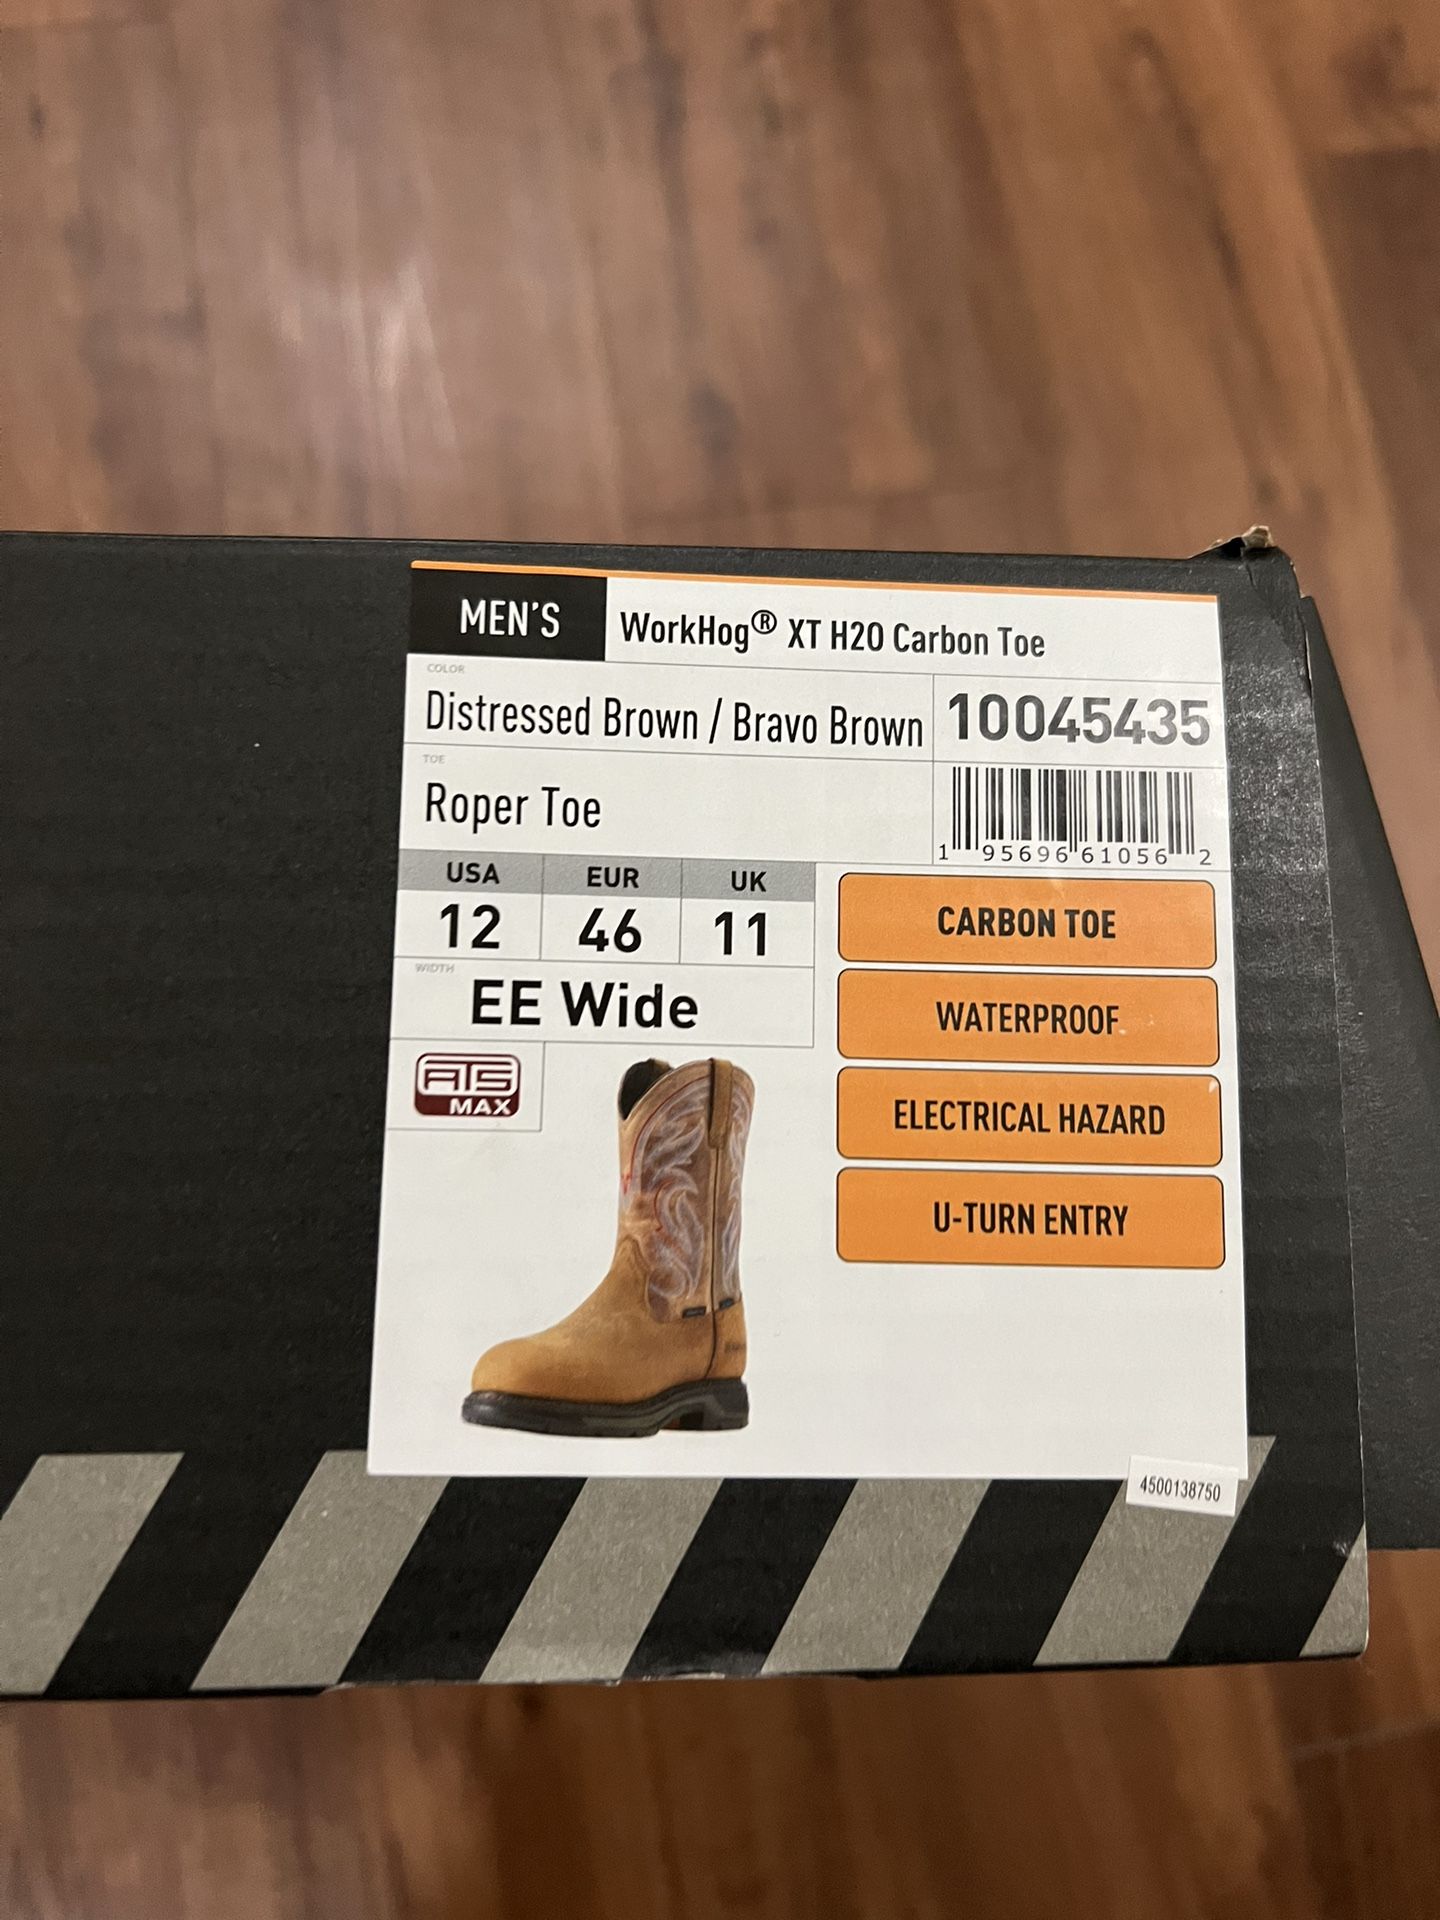 MEN'S
WorkHog® XT H2O Carbon Toe
COLOR
Distressed Brown / Bravo Brown
10045435
TOE
Roper Toe
1 95696 61056 2
USA EUR UK
12 46 11
WIDTH
EE Wide
ATS
MAX
CARBON TOE
WATERPROOF
ELECTRICAL HAZARD
U-TURN ENTRY
4500138750